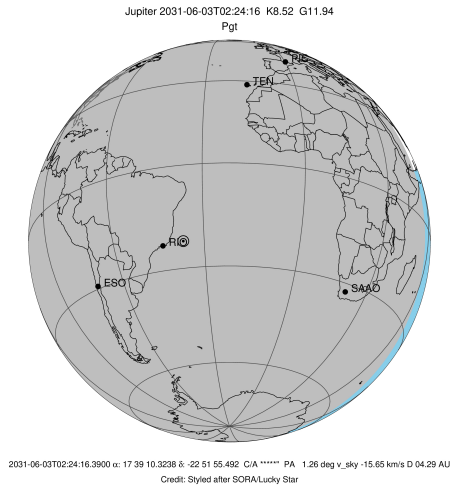 Jupiter 2031-06-03T02:24:16 K8.52 G11.94
Pgt
PIC
TEN
RIO
ESO
SAAO
2031-06-03T02:24:16.3900 α: 17 39 10.3238 δ: -22 51 55.492 C/A *****" PA 1.26 deg v_sky -15.65 km/s D 04.29 AU
Credit: Styled after SORA/Lucky Star